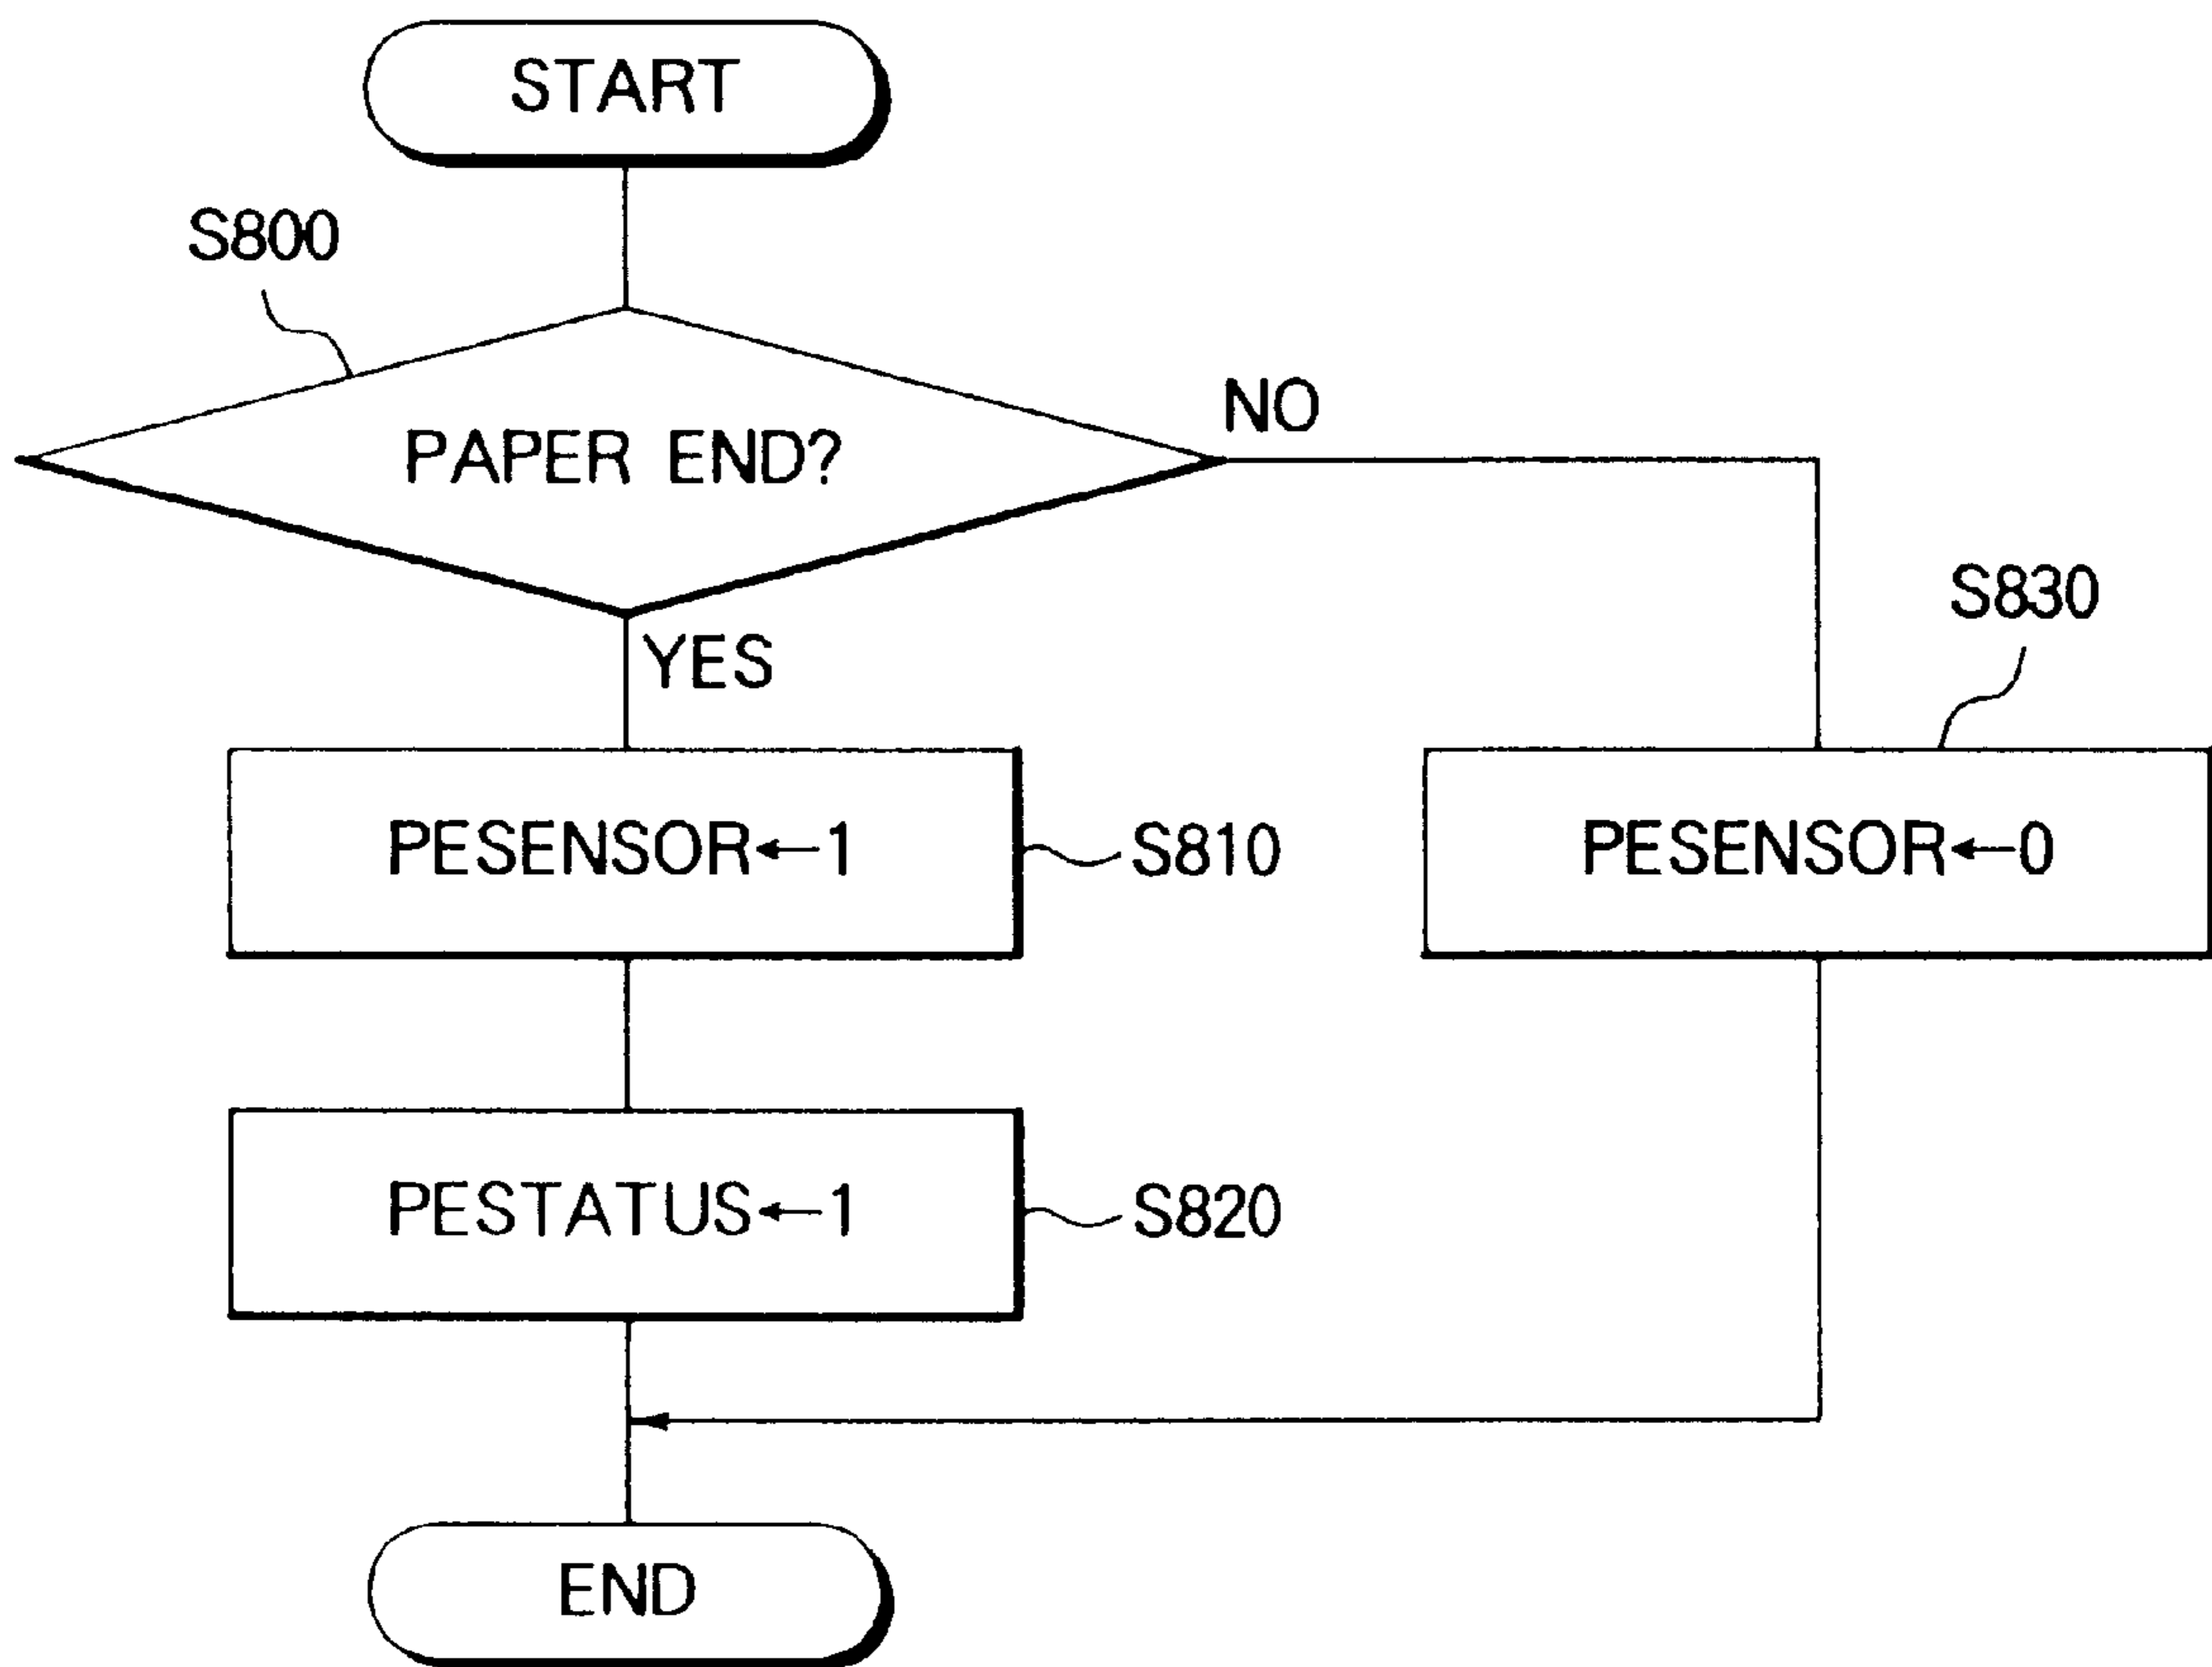 START
S800
PAPER END?
NO
YES
S830
PESENSOR←1
S810
PESENSOR←0
PESTATUS←1
S820
END